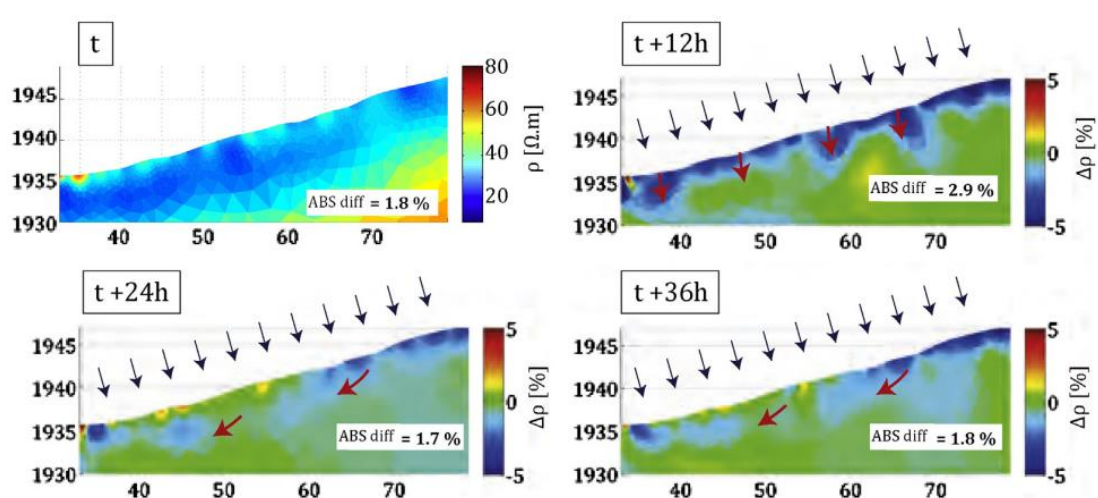 t
1945
1940
1935
1930
40 50 60 70
80
60
40
20
ρ [Ω.m]
ABS diff = 1.8 %
t +12h
1945
1940
1935
1930
40 50 60 70
5
0
-5
Δρ [%]
ABS diff = 2.9 %
t +24h
1945
1940
1935
1930
40 50 60 70
5
0
-5
Δρ [%]
ABS diff = 1.7 %
t +36h
1945
1940
1935
1930
40 50 60 70
5
0
-5
Δρ [%]
ABS diff = 1.8 %